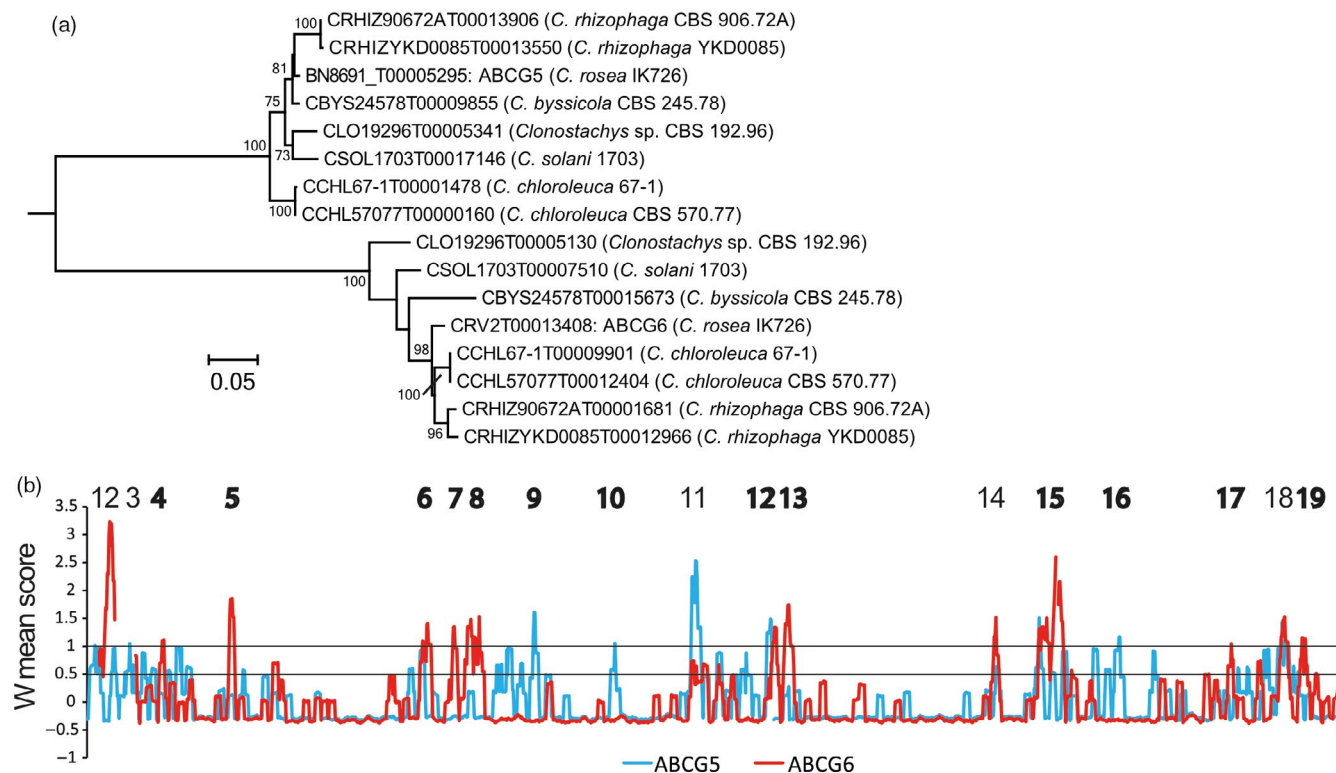 (a)
100
CRHIZ90672AT00013906 (C. rhizophaga CBS 906.72A)
CRHIZYKD0085T00013550 (C. rhizophaga YKD0085)
81
BN8691_T00005295: ABCG5 (C. rosea IK726)
75
CBYS24578T00009855 (C. byssicola CBS 245.78)
CLO19296T00005341 (Clonostachys sp. CBS 192.96)
100
73
CSOL1703T00017146 (C. solani 1703)
CCHL67-1T00001478 (C. chloroleuca 67-1)
100
CCHL57077T00000160 (C. chloroleuca CBS 570.77)
CLO19296T00005130 (Clonostachys sp. CBS 192.96)
100
CSOL1703T00007510 (C. solani 1703)
CBYS24578T00015673 (C. byssicola CBS 245.78)
CRV2T00013408: ABCG6 (C. rosea IK726)
98
CCHL67-1T00009901 (C. chloroleuca 67-1)
0.05
CCHL57077T00012404 (C. chloroleuca CBS 570.77)
100
CRHIZ90672AT00001681 (C. rhizophaga CBS 906.72A)
96
CRHIZYKD0085T00012966 (C. rhizophaga YKD0085)
(b)
12 3 4 5 6 7 8 9 10 11 12 13 14 15 16 17 18 19
3.5
3
2.5
2
1.5
1
0.5
0
−0.5
−1
W mean score
ABCG5 ABCG6